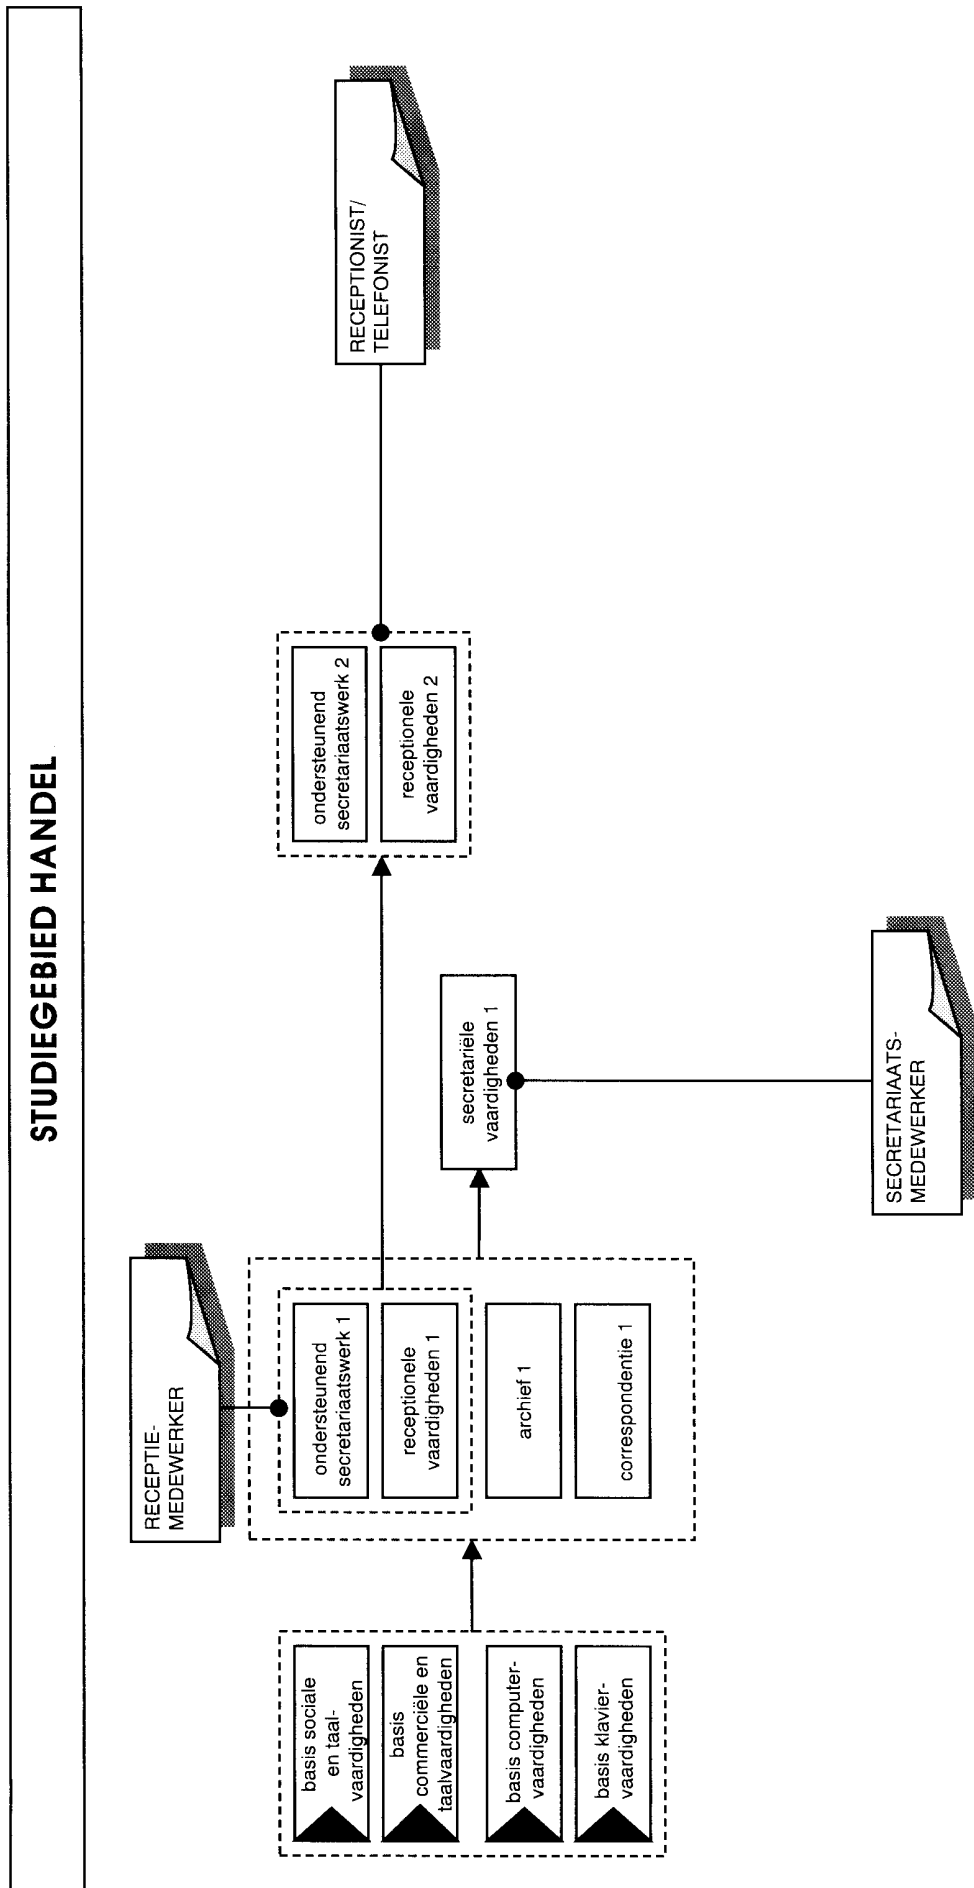 STUDIEGEBIED HANDEL
RECEPTIE-
MEDEWERKER
basis sociale
en taal-
vaardigheden
basis
commerciële en
taalvaardigheden
basis computer-
vaardigheden
basis klavier-
vaardigheden
ondersteunend
secretariaatswerk 1
receptionele
vaardigheden 1
archief 1
correspondentie 1
secretariële
vaardigheden 1
ondersteunend
secretariaatswerk 2
receptionele
vaardigheden 2
RECEPTIONIST/
TELEFONIST
SECRETARIAATS-
MEDEWERKER